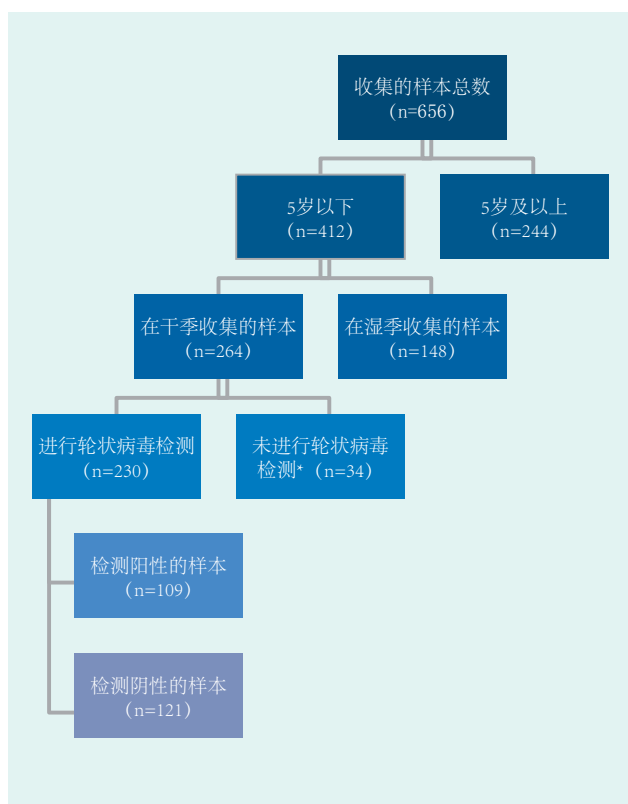 收集的样本总数
（n=656）
5岁以下
（n=412）
5岁及以上
（n=244）
在干季收集的样本
（n=264）
在湿季收集的样本
（n=148）
进行轮状病毒检测
（n=230）
未进行轮状病毒
检测*（n=34）
检测阳性的样本
（n=109）
检测阴性的样本
（n=121）